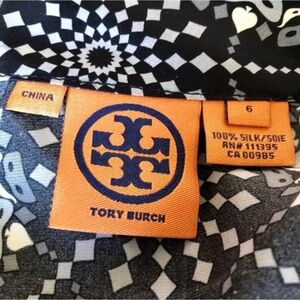 CHINA
TORY BURCH
6
100% SILK/SOIE
RN# 111395
CA 00985